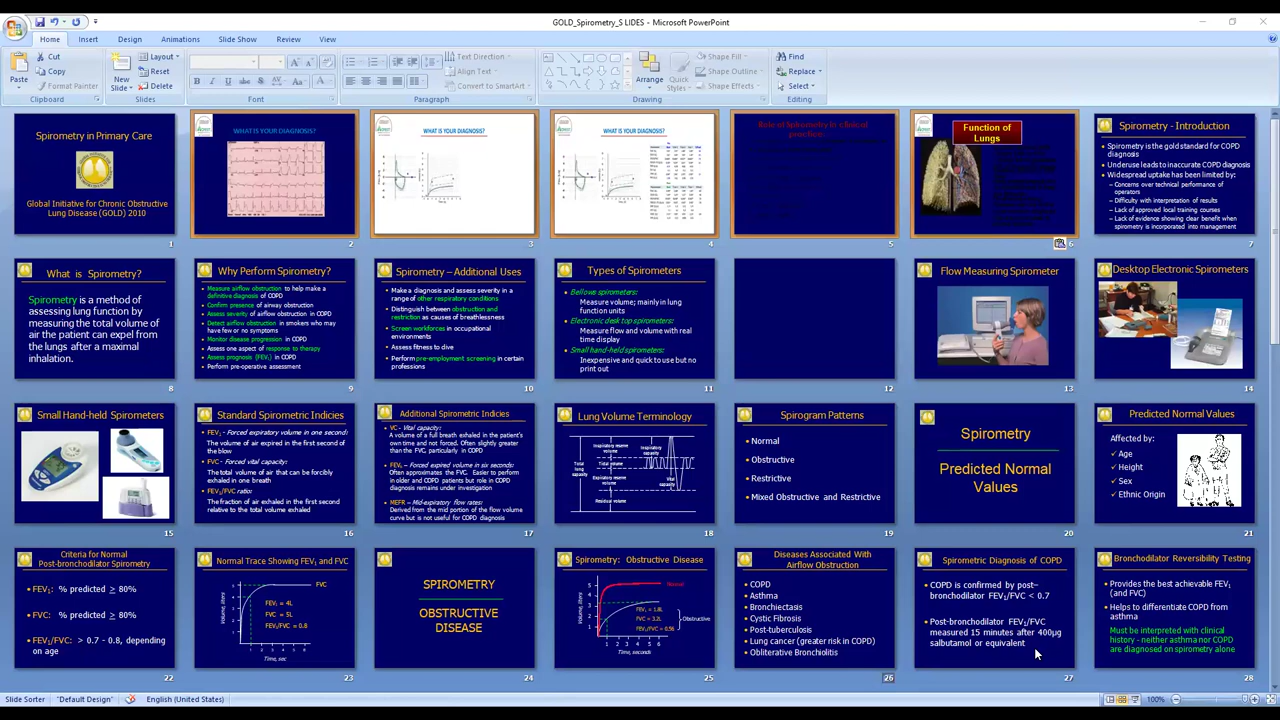 GOLD_Spirometry_S LIDES - Microsoft PowerPoint
Home Insert Design Animations Slide Show Review View
Paste
Cut
Copy
Format Painter
Clipboard
New
Slide
Layout
Reset
Delete
Slides
Font
Text Direction
Align Text
Convert to SmartArt
Paragraph
Arrange
Quick
Styles
Shape Fill
Shape Outline
Shape Effects
Drawing
Find
Replace
Select
Editing
Spirometry in Primary Care
Global Initiative for Chronic Obstructive
Lung Disease (GOLD) 2010
1
WHAT IS YOUR DIAGNOSIS?
2
WHAT IS YOUR DIAGNOSIS?
3
WHAT IS YOUR DIAGNOSIS?
4
Role of Spirometry in clinical
practice
5
Function of
Lungs
6
Spirometry - Introduction
Spirometry is the gold standard for COPD
diagnosis
Underuse leads to inaccurate COPD diagnosis
Widespread uptake has been limited by:
– Concerns over technical performance of
operators
– Difficulty with interpretation of results
– Lack of approved local training courses
– Lack of evidence showing clear benefit when
spirometry is incorporated into management
7
What is Spirometry?
Spirometry is a method of
assessing lung function by
measuring the total volume of
air the patient can expel from
the lungs after a maximal
inhalation.
8
Why Perform Spirometry?
Measure airflow obstruction to help make a
definitive diagnosis of COPD
Confirm presence of airway obstruction
Assess severity of airflow obstruction in COPD
Detect airflow obstruction in smokers who may
have few or no symptoms
Monitor disease progression in COPD
Assess one aspect of response to therapy
Assess prognosis (FEV1) in COPD
Perform pre-operative assessment
9
Spirometry – Additional Uses
Make a diagnosis and assess severity in a
range of other respiratory conditions
Distinguish between obstruction and
restriction as causes of breathlessness
Screen workforces in occupational
environments
Assess fitness to dive
Perform pre-employment screening in certain
professions
10
Types of Spirometers
Bellows spirometers:
Measure volume; mainly in lung
function units
Electronic desk top spirometers:
Measure flow and volume with real
time display
Small hand-held spirometers:
Inexpensive and quick to use but no
print out
11
12
Flow Measuring Spirometer
13
Desktop Electronic Spirometers
14
Small Hand-held Spirometers
15
Standard Spirometric Indicies
FEV1 - Forced expiratory volume in one second:
The volume of air expired in the first second of
the blow
FVC - Forced vital capacity:
The total volume of air that can be forcibly
exhaled in one breath
FEV1/FVC ratio:
The fraction of air exhaled in the first second
relative to the total volume exhaled
16
Additional Spirometric Indicies
VC - Vital capacity:
A volume of a full breath exhaled in the patient's
own time and not forced. Often slightly greater
than the FVC, particularly in COPD
FEV6 – Forced expired volume in six seconds:
Often approximates the FVC. Easier to perform
in older and COPD patients but role in COPD
diagnosis remains under investigation
MEFR – Mid-expiratory flow rates:
Derived from the mid portion of the flow volume
curve but is not useful for COPD diagnosis
17
Lung Volume Terminology
Inspiratory reserve
volume
Inspiratory
capacity
Total
lung
capacity
Tidal volume
Expiratory reserve
volume
Vital
capacity
Residual volume
18
Spirogram Patterns
Normal
Obstructive
Restrictive
Mixed Obstructive and Restrictive
19
Spirometry
Predicted Normal
Values
20
Predicted Normal Values
Affected by:
Age
Height
Sex
Ethnic Origin
21
Criteria for Normal
Post-bronchodilator Spirometry
FEV1: % predicted ≥ 80%
FVC: % predicted ≥ 80%
FEV1/FVC: > 0.7 - 0.8, depending
on age
22
Normal Trace Showing FEV1 and FVC
FVC
FEV1 = 4L
FVC = 5L
FEV1/FVC = 0.8
Time, sec
23
SPIROMETRY
OBSTRUCTIVE
DISEASE
24
Spirometry: Obstructive Disease
Normal
FEV1 = 1.8L
FVC = 3.2L
FEV1/FVC = 0.56
Obstructive
Time, seconds
25
Diseases Associated With
Airflow Obstruction
COPD
Asthma
Bronchiectasis
Cystic Fibrosis
Post-tuberculosis
Lung cancer (greater risk in COPD)
Obliterative Bronchiolitis
26
Spirometric Diagnosis of COPD
COPD is confirmed by post–
bronchodilator FEV1/FVC < 0.7
Post-bronchodilator FEV1/FVC
measured 15 minutes after 400µg
salbutamol or equivalent
27
Bronchodilator Reversibility Testing
Provides the best achievable FEV1
(and FVC)
Helps to differentiate COPD from
asthma
Must be interpreted with clinical
history - neither asthma nor COPD
are diagnosed on spirometry alone
28
Slide Sorter "Default Design" English (United States) 100%